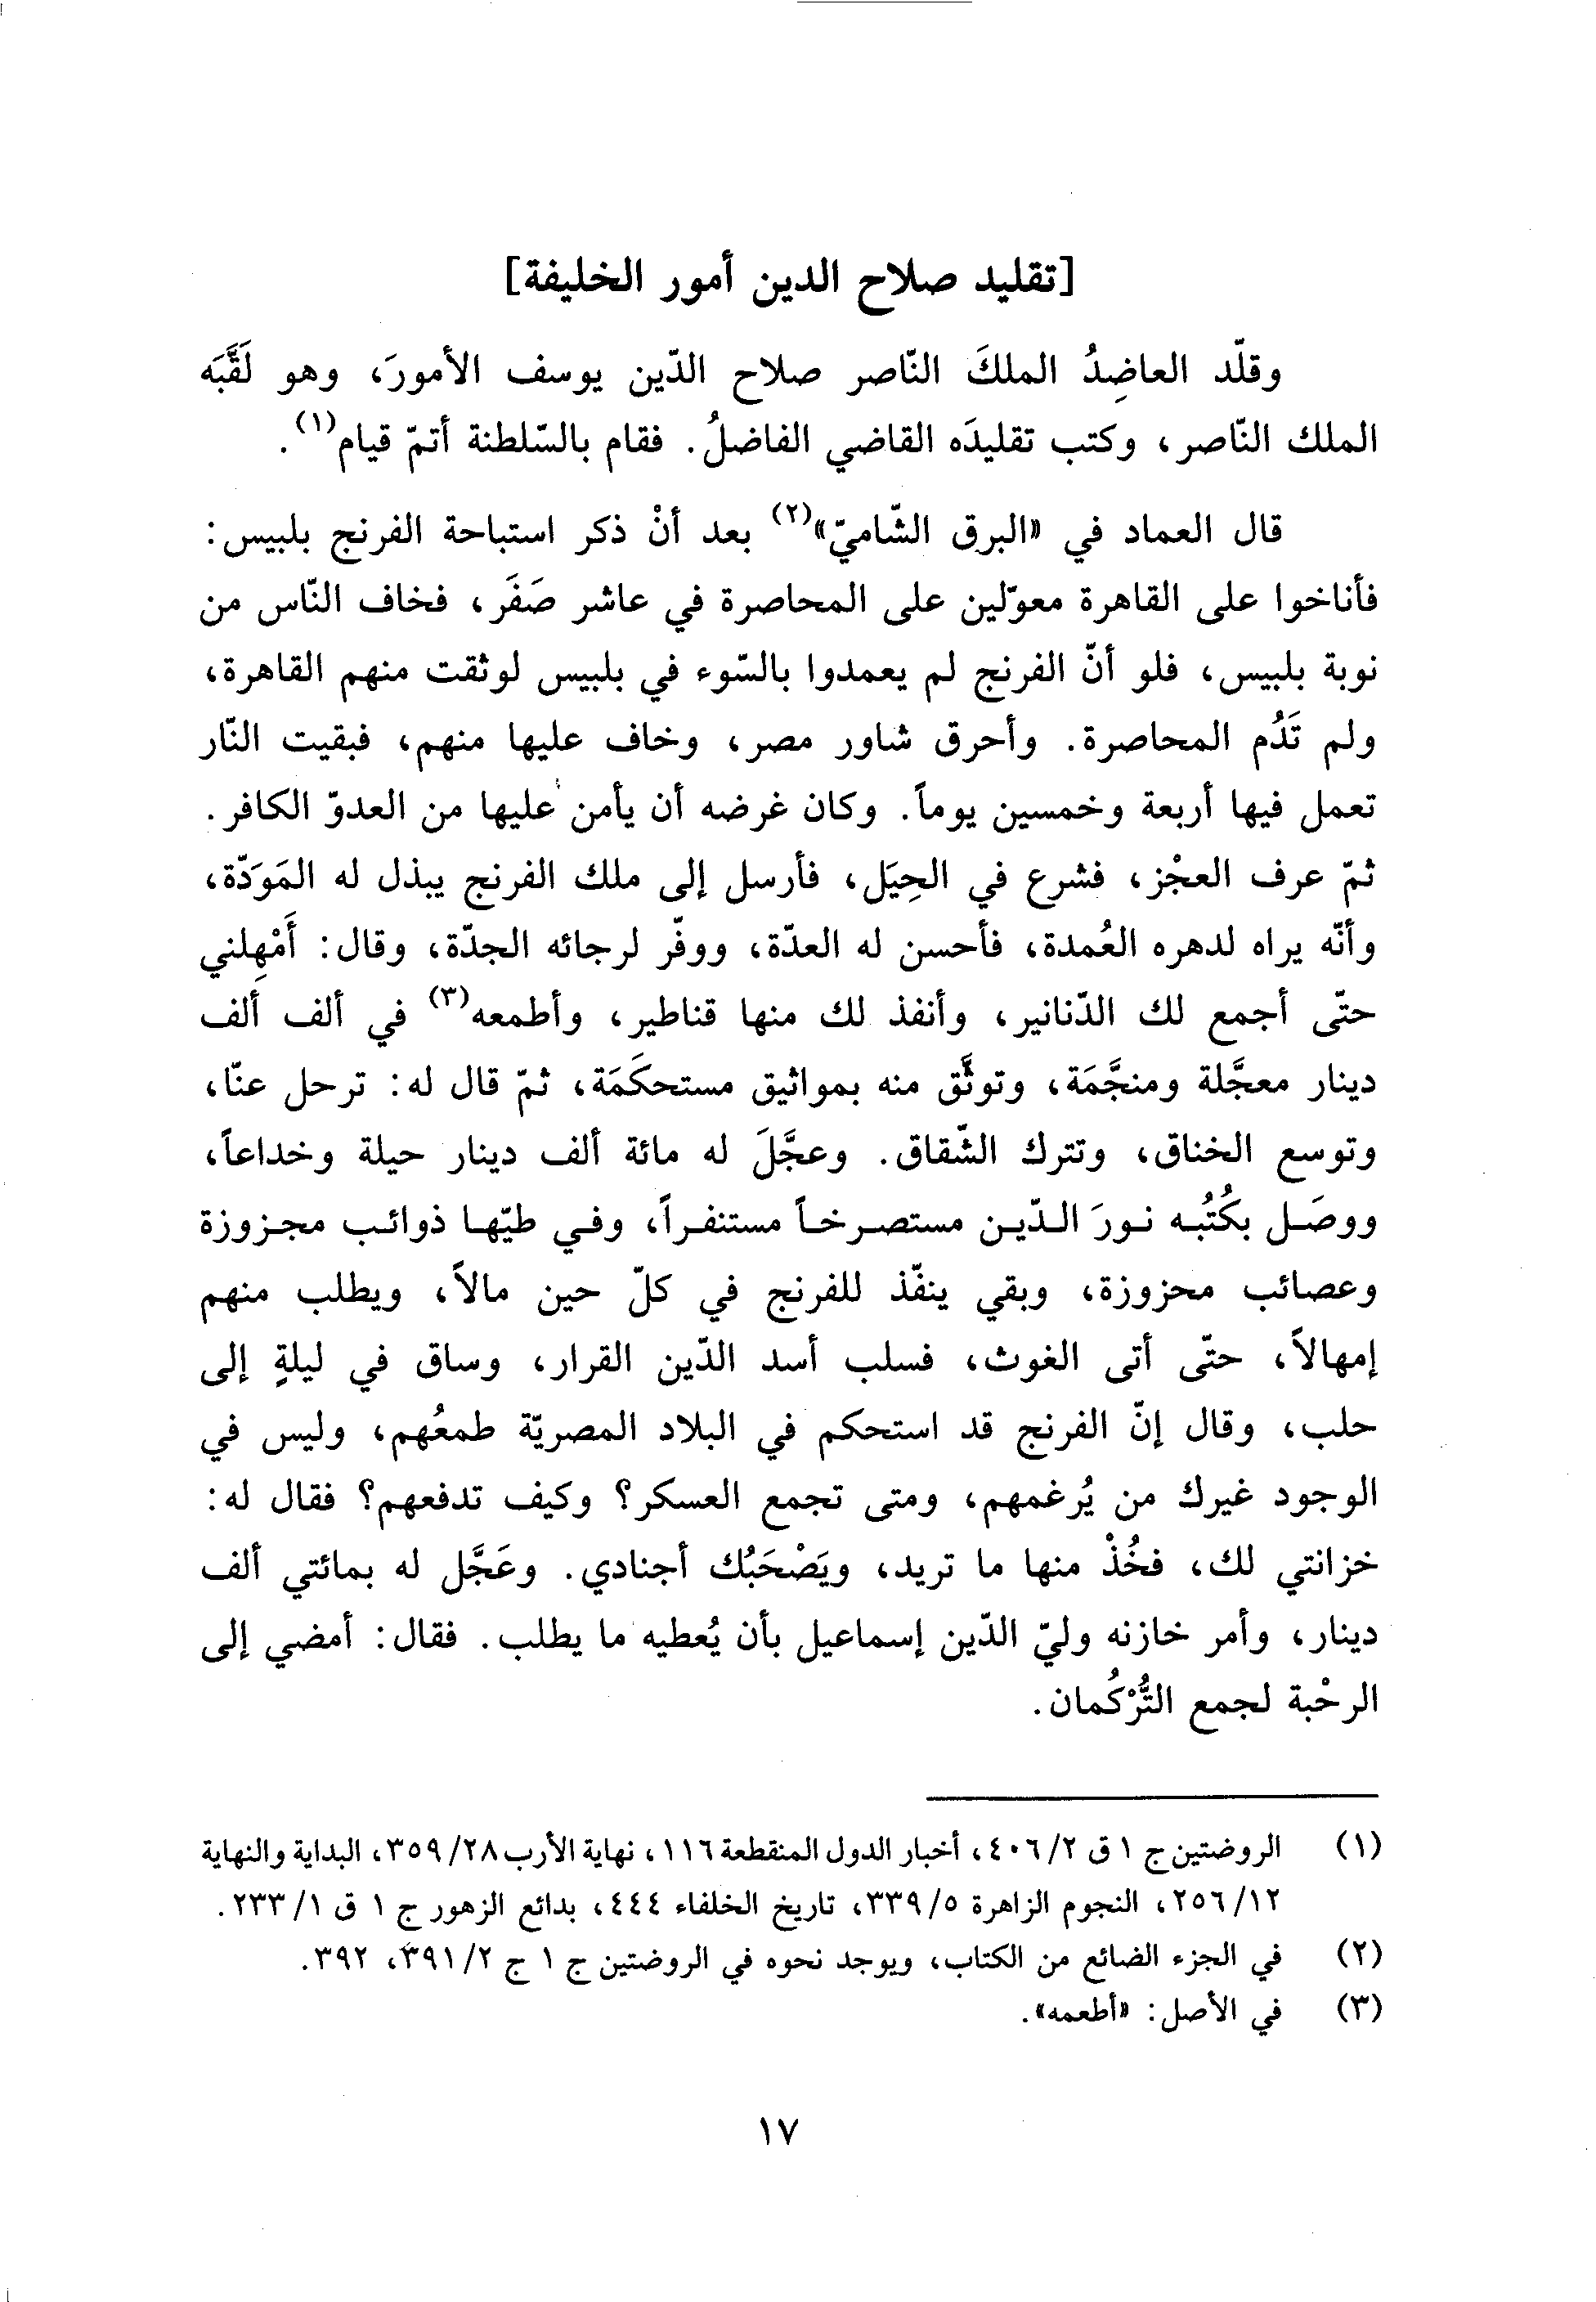 [تقليد صلاح الدين أمور الخليفة]
وقلّد العاضِدُ الملكَ النّاصر صلاح الدّين يوسف الأمورَ، وهو لَقَّبَه
الملك النّاصر، وكتب تقليدَه القاضي الفاضلُ. فقام بالسّلطنة أتمّ قيام(١).
قال العماد في «البرق الشّاميّ»(٢) بعد أنْ ذكر استباحة الفرنج بلبيس:
فأناخوا على القاهرة معوّلين على المحاصرة في عاشر صَفَر، فخاف النّاس من
نوبة بلبيس، فلو أنّ الفرنج لم يعمدوا بالسّوء في بلبيس لوثقت منهم القاهرة،
ولم تَدُم المحاصرة. وأحرق شاور مصر، وخاف عليها منهم، فبقيت النّار
تعمل فيها أربعة وخمسين يوماً. وكان غرضه أن يأمن عليها من العدوّ الكافر.
ثمّ عرف العجْز، فشرع في الحِيَل، فأرسل إلى ملك الفرنج يبذل له المَوَدّة،
وأنّه يراه لدهره العُمدة، فأحسن له العدّة، ووفّر لرجائه الجدّة، وقال: أَمْهِلني
حتّى أجمع لك الدّنانير، وأنفذ لك منها قناطير، وأطمعه(٣) في ألف ألف
دينار معجَّلة ومنجَّمَة، وتوثَّق منه بمواثيق مستحكَمَة، ثمّ قال له: ترحل عنّا،
وتوسع الخناق، وتترك الشّقاق. وعجَّلَ له مائة ألف دينار حيلة وخداعاً،
ووصَل بكُتُبه نورَ الدّين مستصرخاً مستنفراً، وفي طيّها ذوائب مجزوزة
وعصائب محزوزة، وبقي ينفّذ للفرنج في كلّ حين مالاً، ويطلب منهم
إمهالاً، حتّى أتى الغوث، فسلب أسد الدّين القرار، وساق في ليلةٍ إلى
حلب، وقال إنّ الفرنج قد استحكم في البلاد المصريّة طمعُهم، وليس في
الوجود غيرك من يُرغمهم، ومتى تجمع العسكر؟ وكيف تدفعهم؟ فقال له:
خزانتي لك، فخُذْ منها ما تريد، ويَصْحَبُك أجنادي. وعَجَّل له بمائتي ألف
دينار، وأمر خازنه وليّ الدّين إسماعيل بأن يُعطيه ما يطلب. فقال: أمضي إلى
الرحْبة لجمع التُّرْكُمان.
(١) الروضتين ج ١ ق ٤٠٦/٢، أخبار الدول المنقطعة ١١٦، نهاية الأرب ٣٥٩/٢٨، البداية والنهاية
٢٥٦/١٢، النجوم الزاهرة ٣٣٩/٥، تاريخ الخلفاء ٤٤٤، بدائع الزهور ج ١ ق ٢٣٣/١.
(٢) في الجزء الضائع من الكتاب، ويوجد نحوه في الروضتين ج ١ ج ٣٩١/٢، ٣٩٢.
(٣) في الأصل: «أطعمه».
١٧